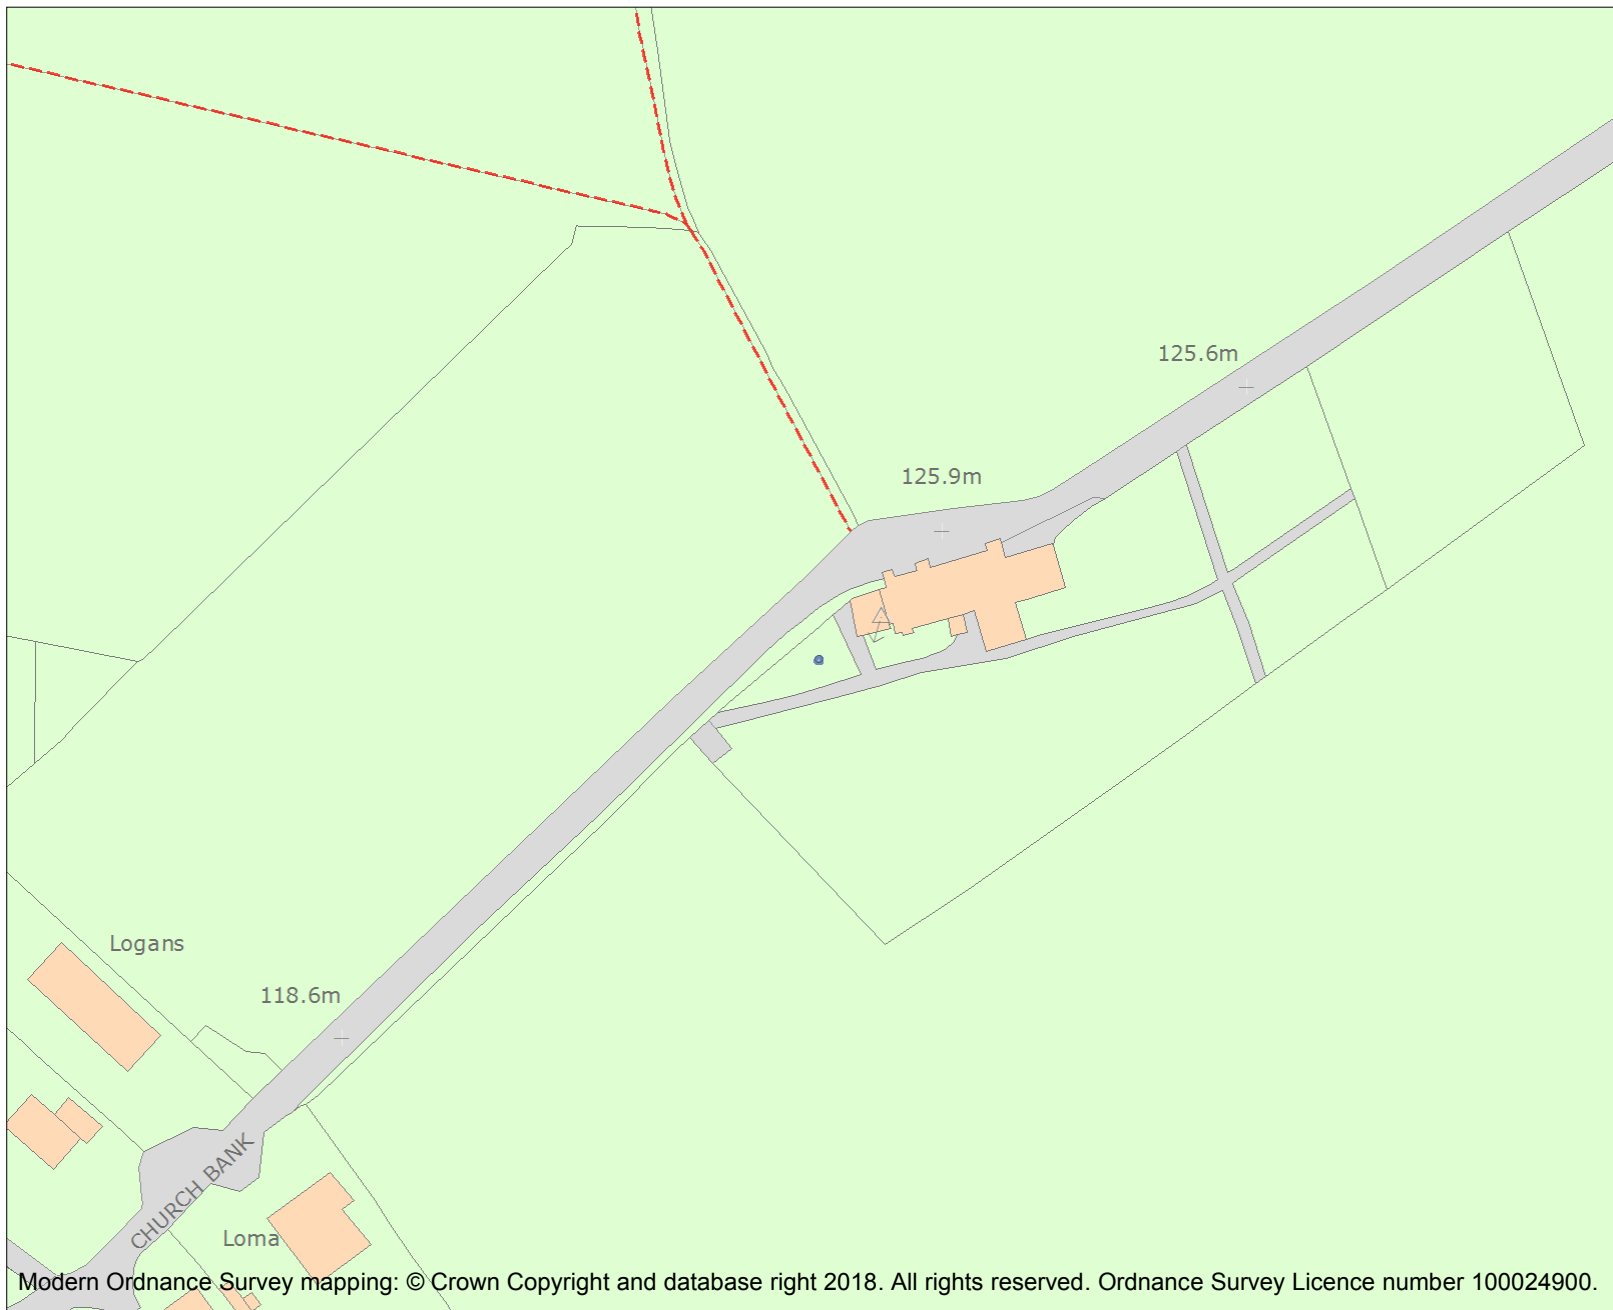 125.6m
125.9m
Logans
118.6m
CHURCH BANK
Loma
Modern Ordnance Survey mapping: © Crown Copyright and database right 2018. All rights reserved. Ordnance Survey Licence number 100024900.